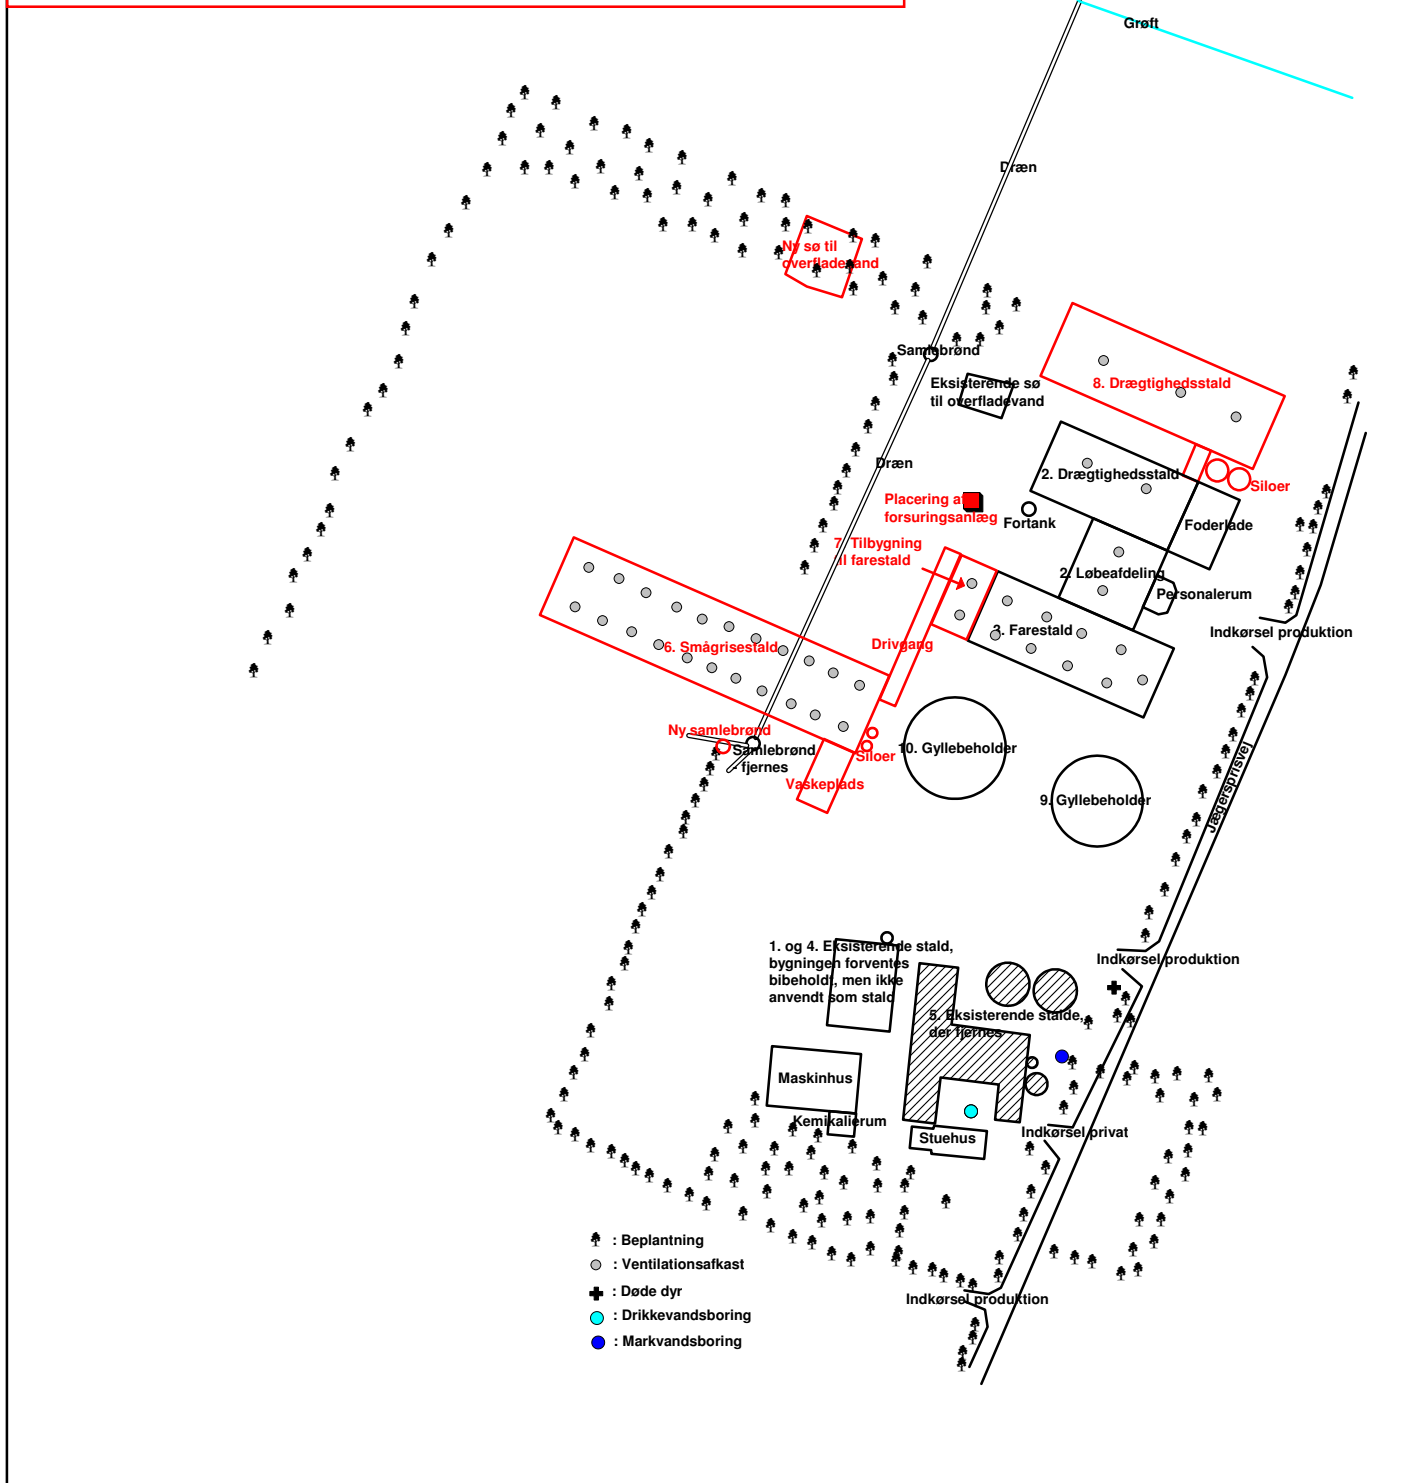 Grøft
Dræn
Ny sø til
overfladevand
Samlebrønd
Eksisterende sø
til overfladevand
8. Drægtighedsstald
Dræn
2. Drægtighedsstald
Siloer
Placering af
forsuringsanlæg
Fortank
Foderlade
7. Tilbygning
til farestald
2. Løbeafdeling
Personalerum
3. Farestald
Indkørsel produktion
6. Smågrisestald
Drivgang
Ny samlebrønd
Samlebrønd
- fjernes
Siloer
10. Gyllebeholder
Vaskeplads
9. Gyllebeholder
Jægersprisvej
1. og 4. Eksisterende stald,
bygningen forventes
bibeholdt, men ikke
anvendt som stald
Indkørsel produktion
5. Eksisterende stalde,
der fjernes
Maskinhus
Kemikalierum
Stuehus
Indkørsel privat
: Beplantning
: Ventilationsafkast
: Døde dyr
: Drikkevandsboring
: Markvandsboring
Indkørsel produktion